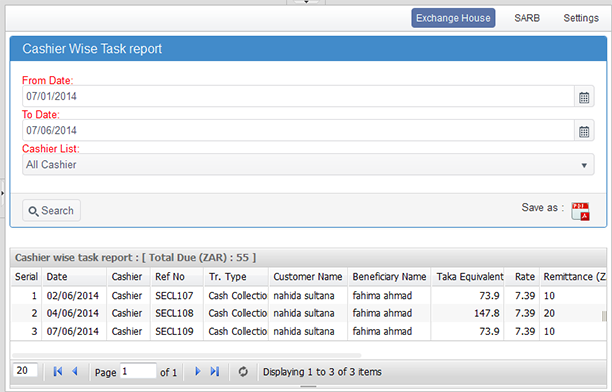 Exchange House SARB Settings
Cashier Wise Task report
From Date:
07/01/2014
To Date:
07/06/2014
Cashier List:
All Cashier
Search Save as : PDF
Cashier wise task report : [ Total Due (ZAR) : 55 ]
Serial Date Cashier Ref No Tr. Type Customer Name Beneficiary Name Taka Equivalent Rate Remittance (Z
1 02/06/2014 Cashier SECL107 Cash Collectio nahida sultana fahima ahmad 73.9 7.39 10
2 04/06/2014 Cashier SECL108 Cash Collectio nahida sultana fahima ahmad 147.8 7.39 20
3 07/06/2014 Cashier SECL109 Cash Collectio nahida sultana fahima ahmad 73.9 7.39 10
20 Page 1 of 1 Displaying 1 to 3 of 3 items